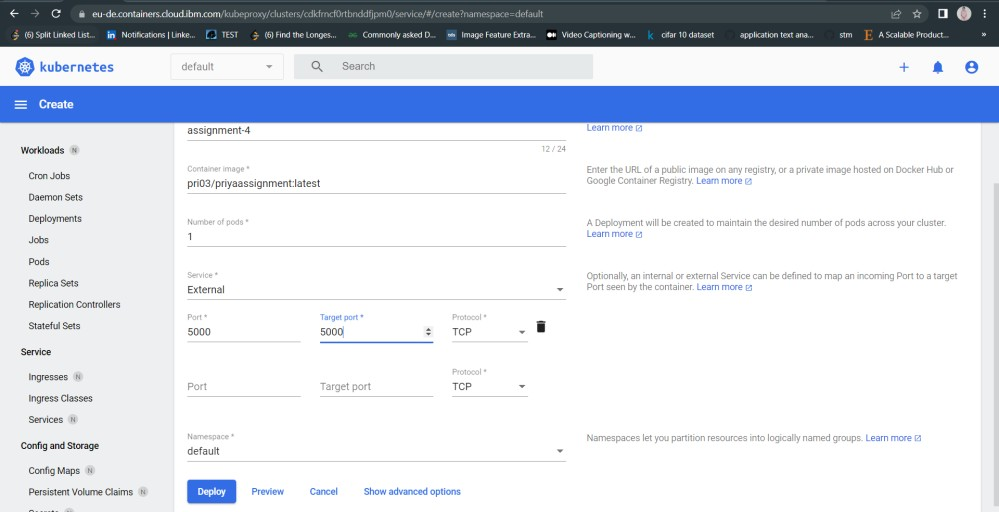 eu-de.containers.cloud.ibm.com/kubeproxy/clusters/cdkfrncf0rtbnddfjpm0/service/#/create?namespace=default
(6) Split Linked List... Notifications | Linke... TEST (6) Find the Longes... Commonly asked D... Image Feature Extra... Video Captioning w... cifar 10 dataset application text ana... stm A Scalable Product... »
kubernetes default Search
Create
assignment-4 Learn more
12 / 24
Workloads N
Cron Jobs
Daemon Sets
Deployments
Jobs
Pods
Replica Sets
Replication Controllers
Stateful Sets
Service
Ingresses N
Ingress Classes
Services N
Config and Storage
Config Maps N
Persistent Volume Claims N
Container image *
pri03/priyaassignment:latest
Enter the URL of a public image on any registry, or a private image hosted on Docker Hub or
Google Container Registry. Learn more
Number of pods *
1
A Deployment will be created to maintain the desired number of pods across your cluster.
Learn more
Service *
External
Optionally, an internal or external Service can be defined to map an incoming Port to a target
Port seen by the container. Learn more
Port * Target port * Protocol *
5000 5000 TCP
Protocol *
Port Target port TCP
Namespace *
default
Namespaces let you partition resources into logically named groups. Learn more
Deploy Preview Cancel Show advanced options